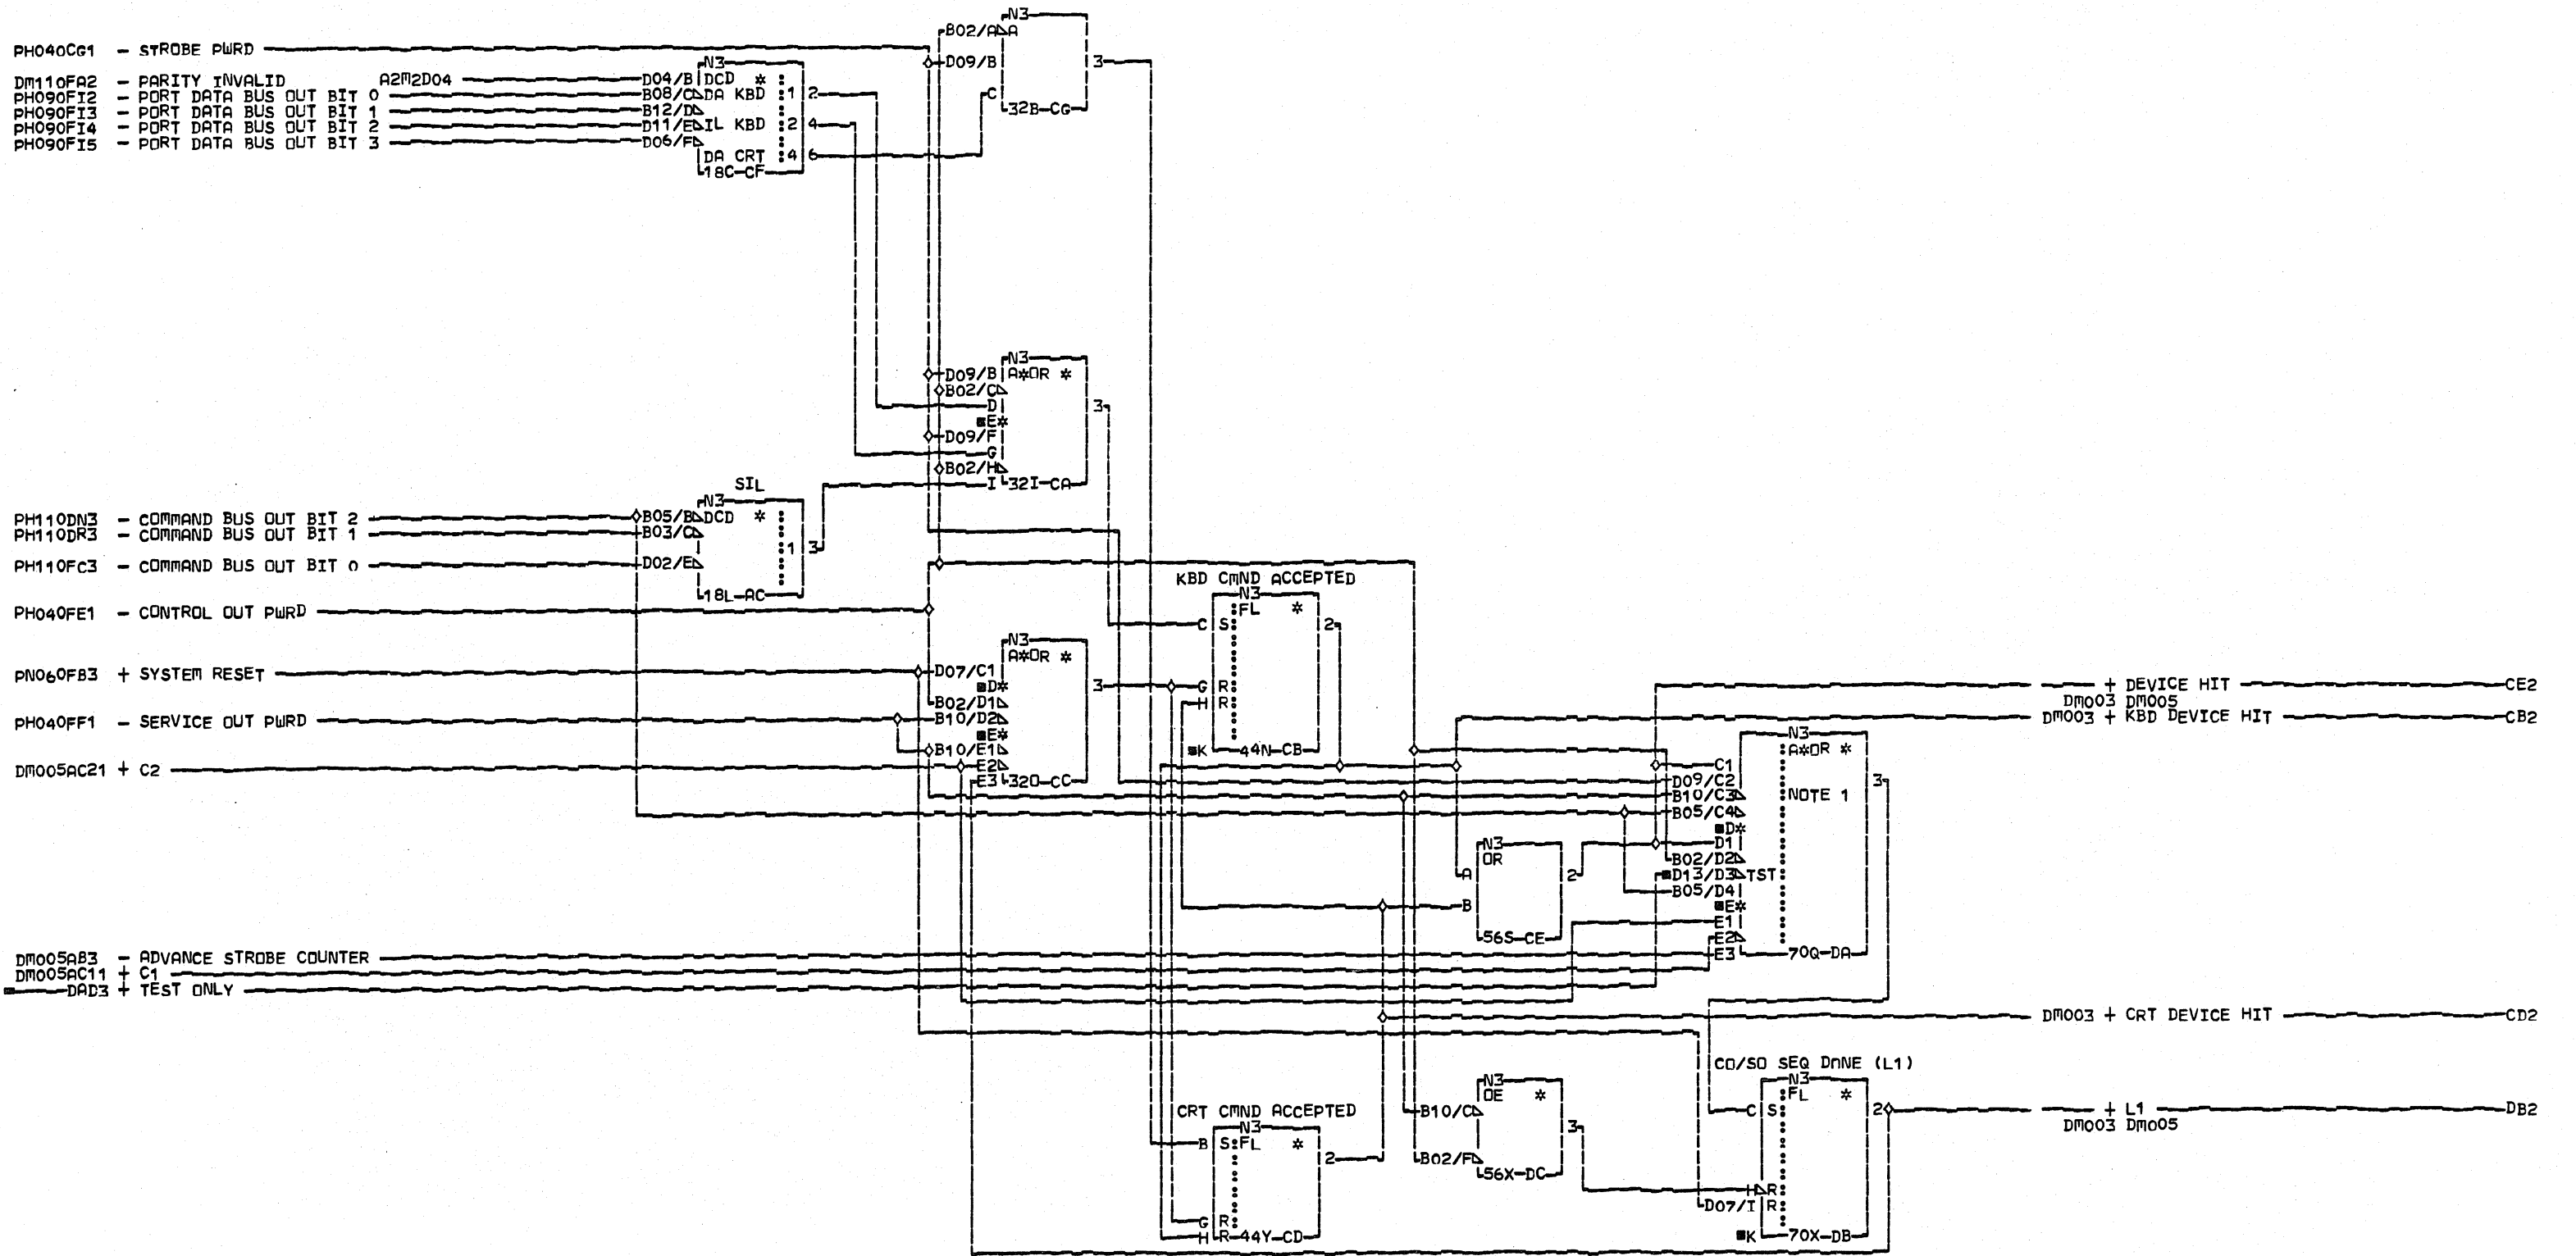 PH040CG1 - STROBE PWRD
DM110FA2 - PARITY INVALID A2M2D04
PH090FI2 - PORT DATA BUS OUT BIT 0
PH090FI3 - PORT DATA BUS OUT BIT 1
PH090FI4 - PORT DATA BUS OUT BIT 2
PH090FI5 - PORT DATA BUS OUT BIT 3
D04/B
B08/C
B12/D
D11/E
D06/F
N3
DCD *
DA KBD 1 2
IL KBD 2 4
DA CRT 4 6
18C-CF
N3
B02/A A
D09/B
C
3
32B-CG
N3
D09/B A*OR *
B02/C
D
E*
D09/F
G
B02/H
I
3
32I-CA
SIL
PH110DN3 - COMMAND BUS OUT BIT 2
PH110DR3 - COMMAND BUS OUT BIT 1
PH110FC3 - COMMAND BUS OUT BIT 0
N3
B05/B DCD *
B03/C
1 3
D02/E
18L-AC
PH040FE1 - CONTROL OUT PWRD
PN060FB3 + SYSTEM RESET
PH040FF1 - SERVICE OUT PWRD
DM005AC21 + C2
N3
A*OR *
D07/C1
D*
B02/D1
B10/D2
E*
B10/E1
E2
E3
3
32O-CC
KBD CMND ACCEPTED
N3
FL *
C S
2
G R
H R
K
44N-CB
+ DEVICE HIT CE2
DM003 DM005
DM003 + KBD DEVICE HIT CB2
N3
A*OR *
C1
D09/C2
B10/C3 NOTE 1
B05/C4
D*
D1
B02/D2
D13/D3 TST
B05/D4
E*
E1
E2
E3
3
70Q-DA
N3
OR
A
B
2
56S-CE
DM005AB3 - ADVANCE STROBE COUNTER
DM005AC11 + C1
DAD3 + TEST ONLY
DM003 + CRT DEVICE HIT CD2
CRT CMND ACCEPTED
N3
B S FL *
2
G R
H R
44Y-CD
N3
OE *
B10/C
3
B02/F
56X-DC
CO/SO SEQ DONE (L1)
N3
FL *
C S
2
H R
D07/I R
K
70X-DB
+ L1 DB2
DM003 DM005